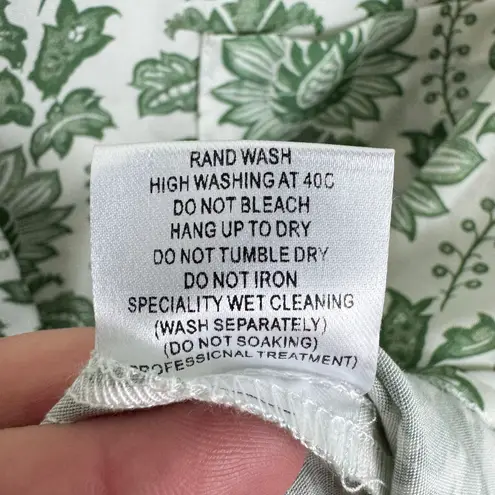 RAND WASH
HIGH WASHING AT 40C
DO NOT BLEACH
HANG UP TO DRY
DO NOT TUMBLE DRY
DO NOT IRON
SPECIALITY WET CLEANING
(WASH SEPARATELY)
(DO NOT SOAKING)
PROFESSIONAL TREATMENT)